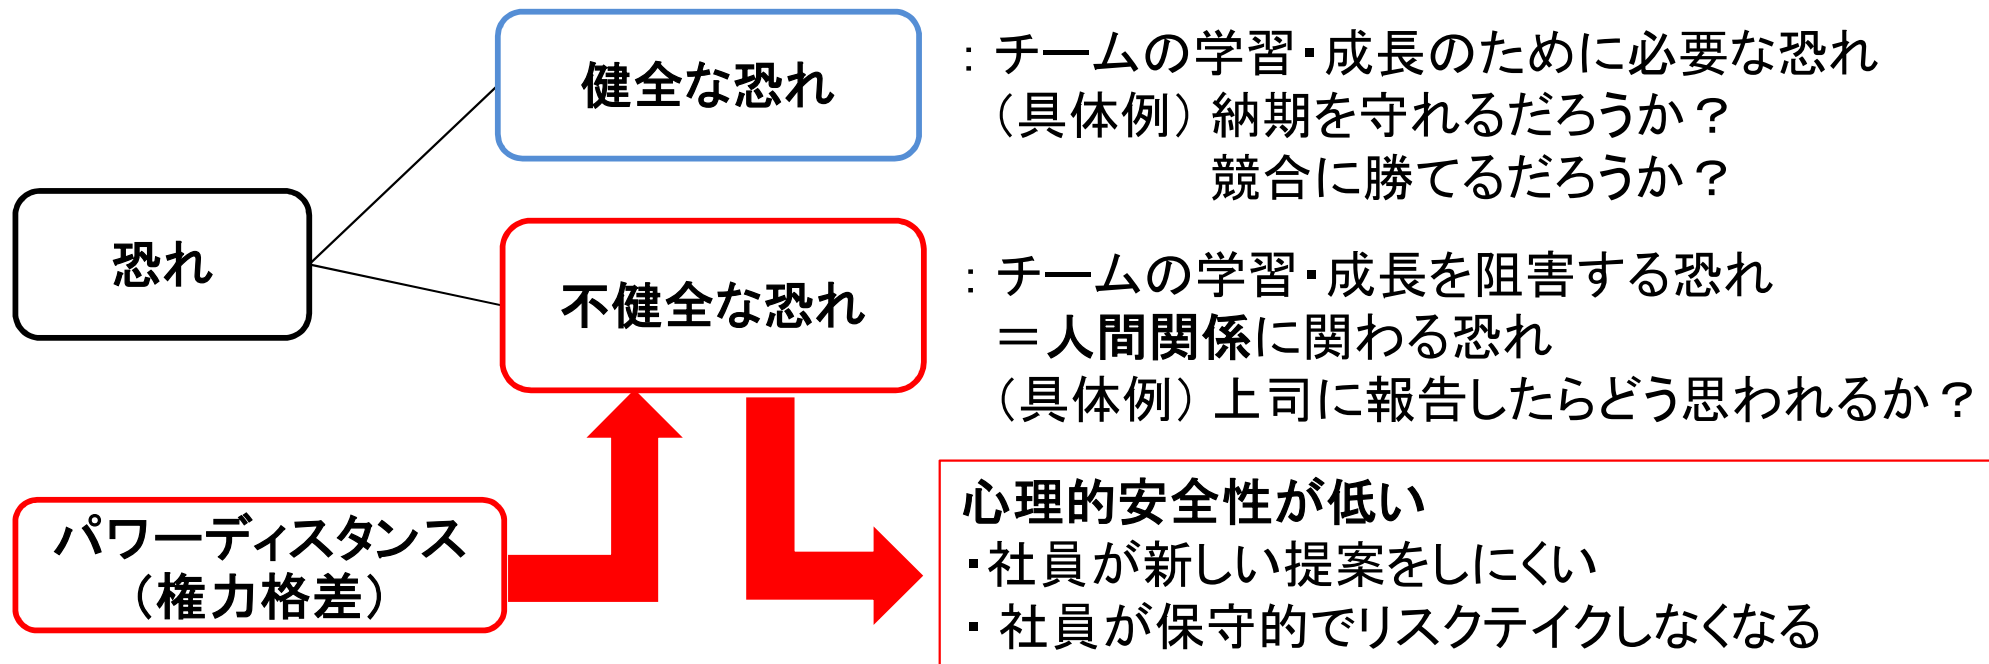 健全な恐れ
：チームの学習・成長のために必要な恐れ
（具体例）納期を守れるだろうか？
競合に勝てるだろうか？
恐れ
不健全な恐れ
：チームの学習・成長を阻害する恐れ
＝人間関係に関わる恐れ
（具体例）上司に報告したらどう思われるか？
パワーディスタンス
（権力格差）
心理的安全性が低い
・社員が新しい提案をしにくい
・社員が保守的でリスクテイクしなくなる